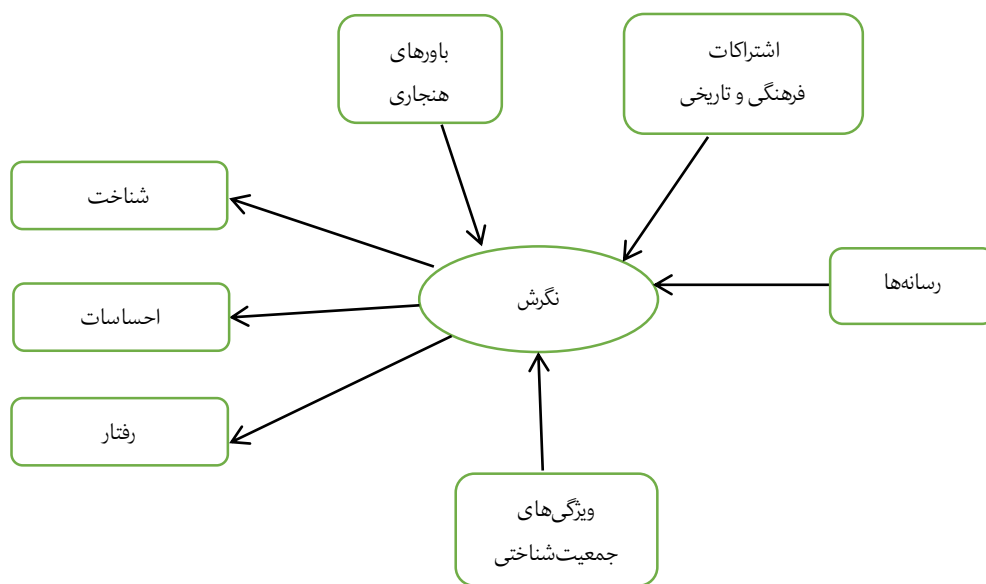 اشتراکات
فرهنگی و تاریخی
باورهای
هنجاری
شناخت
رسانه‌ها
نگرش
احساسات
رفتار
ویژگی‌های
جمعیت‌شناختی